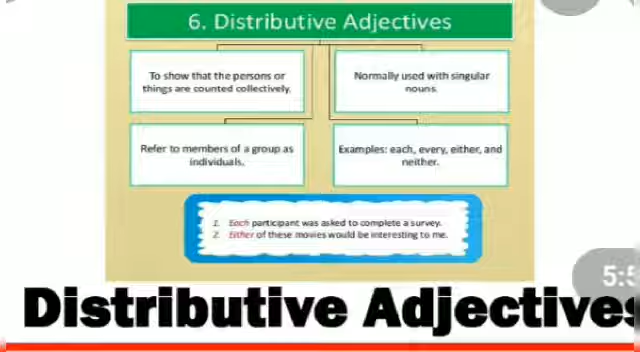 6. Distributive Adjectives
To show that the persons or
things are counted collectively.
Normally used with singular
nouns.
Refer to members of a group as
individuals.
Examples: each, every, either, and
neither.
1. Each participant was asked to complete a survey.
2. Either of these movies would be interesting to me.
5:5
Distributive Adjectives